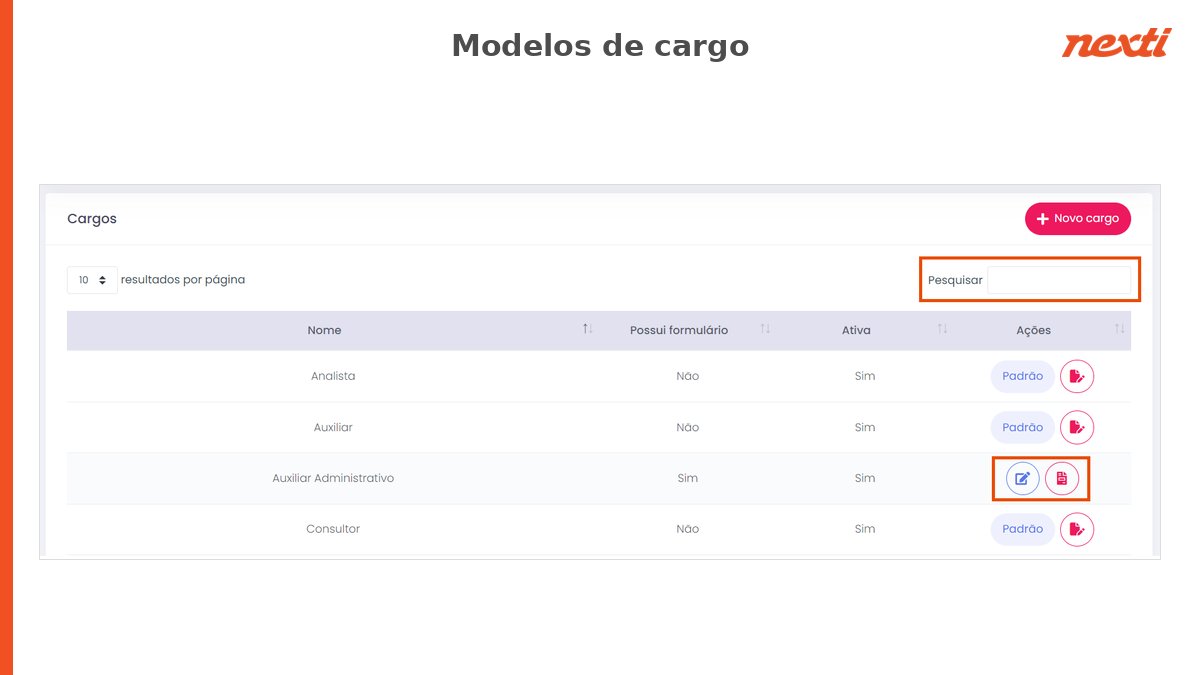 Modelos de cargo
nexti
Cargos
Novo cargo
10 resultados por página
Pesquisar
Nome Possui formulário Ativa Ações
Analista Não Sim Padrão
Auxiliar Não Sim Padrão
Auxiliar Administrativo Sim Sim
Consultor Não Sim Padrão